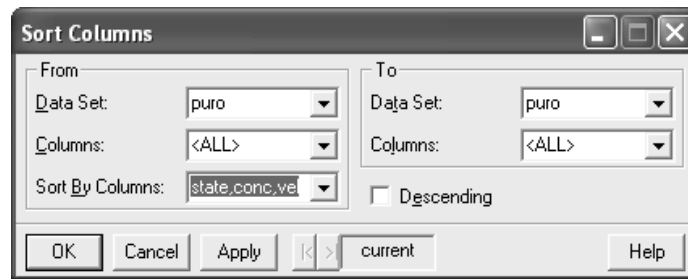 Sort Columns
From
Data Set: puro
Columns: <ALL>
Sort By Columns: state,conc,ve
To
Data Set: puro
Columns: <ALL>
Descending
OK Cancel Apply |< > current Help